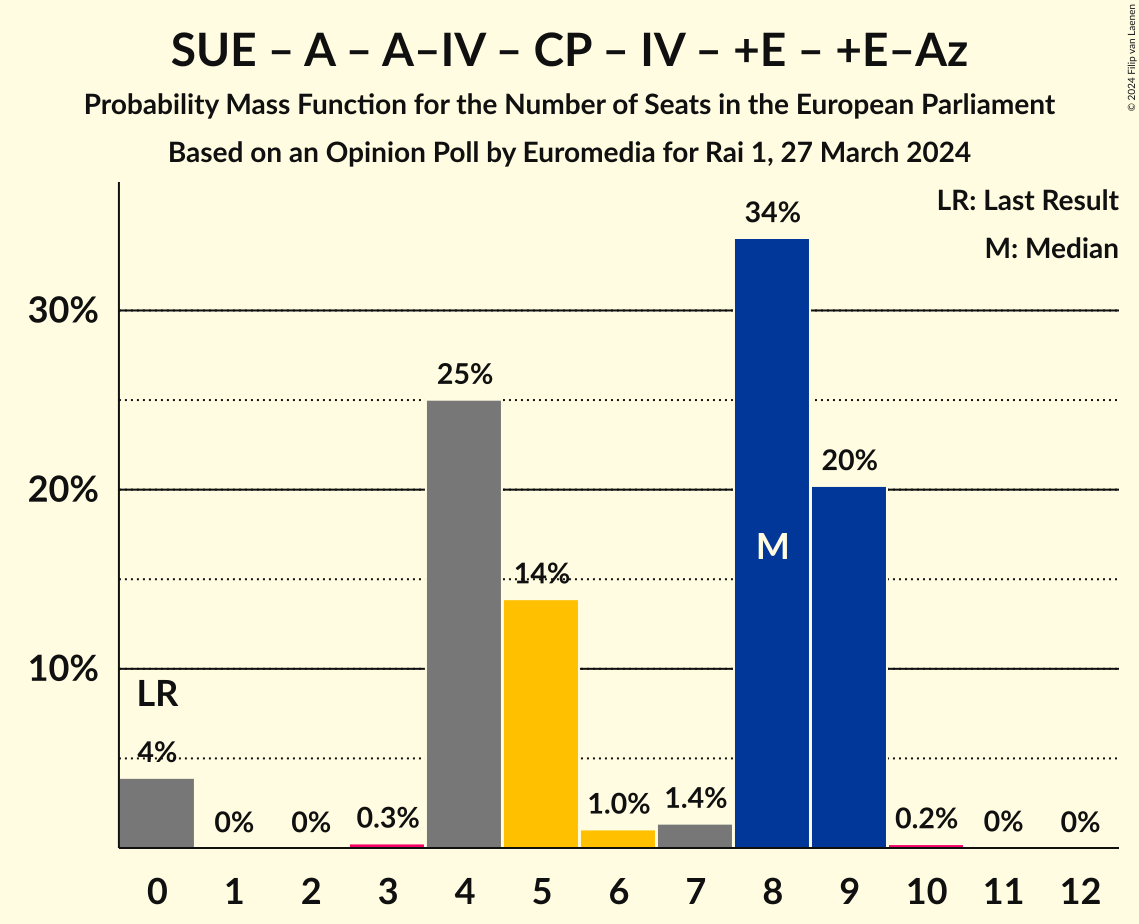 SUE – A – A–IV – CP – IV – +E – +E–Az
Probability Mass Function for the Number of Seats in the European Parliament
Based on an Opinion Poll by Euromedia for Rai 1, 27 March 2024
© 2024 Filip van Laenen
LR: Last Result
M: Median
30%
20%
10%
LR
4%
0%
0%
0.3%
25%
14%
1.0%
1.4%
34%
M
20%
0.2%
0%
0%
0 1 2 3 4 5 6 7 8 9 10 11 12